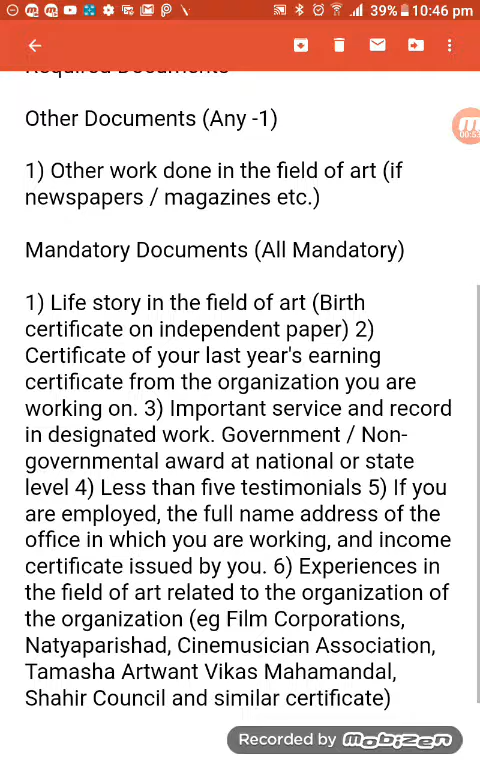 39% 10:46 pm
Required Documents
Other Documents (Any -1)
00:53
1) Other work done in the field of art (if
newspapers / magazines etc.)
Mandatory Documents (All Mandatory)
1) Life story in the field of art (Birth
certificate on independent paper) 2)
Certificate of your last year's earning
certificate from the organization you are
working on. 3) Important service and record
in designated work. Government / Non-
governmental award at national or state
level 4) Less than five testimonials 5) If you
are employed, the full name address of the
office in which you are working, and income
certificate issued by you. 6) Experiences in
the field of art related to the organization of
the organization (eg Film Corporations,
Natyaparishad, Cinemusician Association,
Tamasha Artwant Vikas Mahamandal,
Shahir Council and similar certificate)
Recorded by mobizen